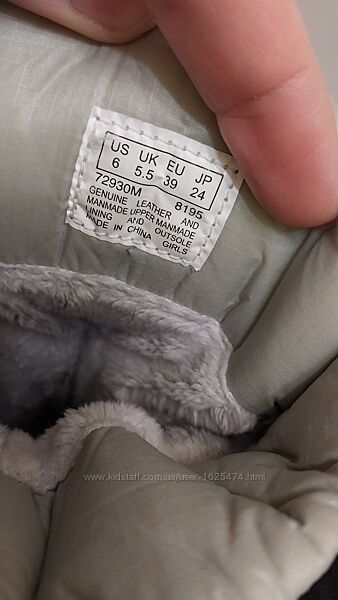 US UK EU JP
6 5.5 39 24
72930M 8195
GENUINE LEATHER AND
MANMADE UPPER MANMADE
LINING AND OUTSOLE
MADE IN CHINA GIRLS
www.kidstaff.com.ua/user-1625474.html